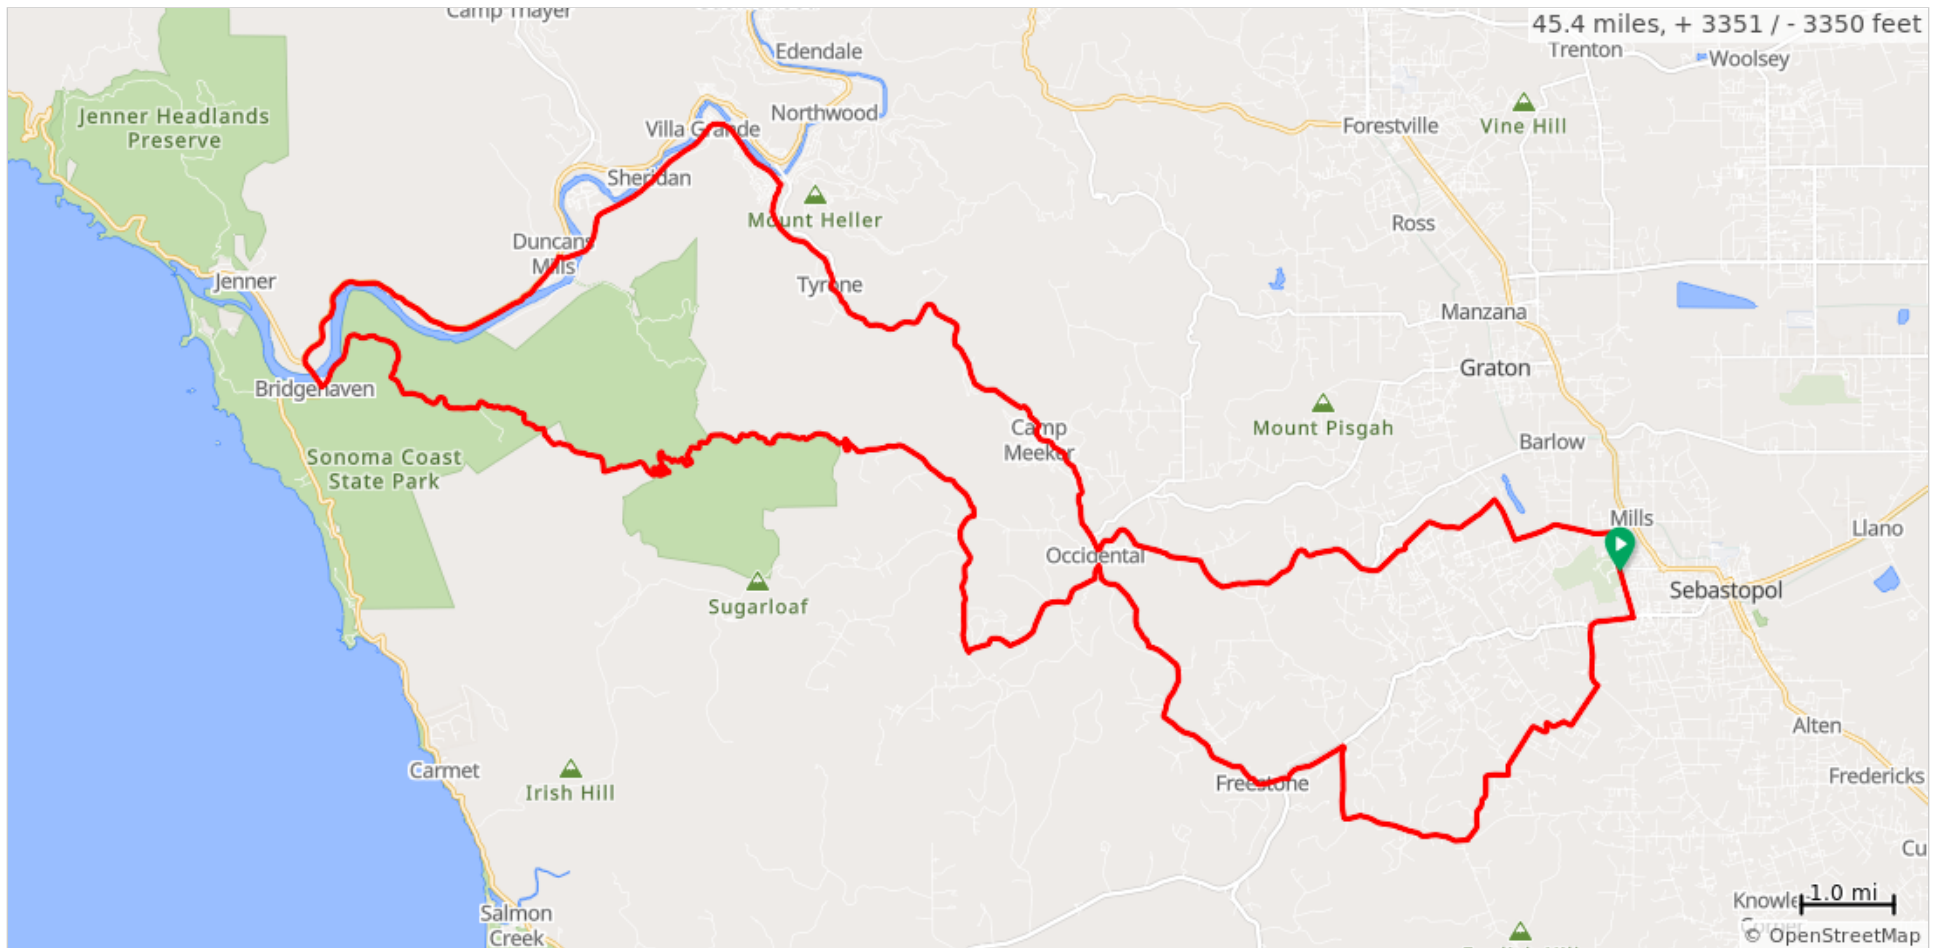 Camp Thayer
45.4 miles, + 3351 / - 3350 feet
Edendale
Trenton
Woolsey
Jenner Headlands
Preserve
Villa Grande
Northwood
Forestville
Vine Hill
Sheridan
Mount Heller
Ross
Duncans
Mills
Jenner
Tyrone
Manzana
Graton
Bridgehaven
Camp
Meeker
Mount Pisgah
Barlow
Sonoma Coast
State Park
Mills
Llano
Occidental
Sebastopol
Sugarloaf
Alten
Carmet
Irish Hill
Freestone
Fredericks
Cu
Knowle
1.0 mi
Salmon
Creek
© OpenStreetMap